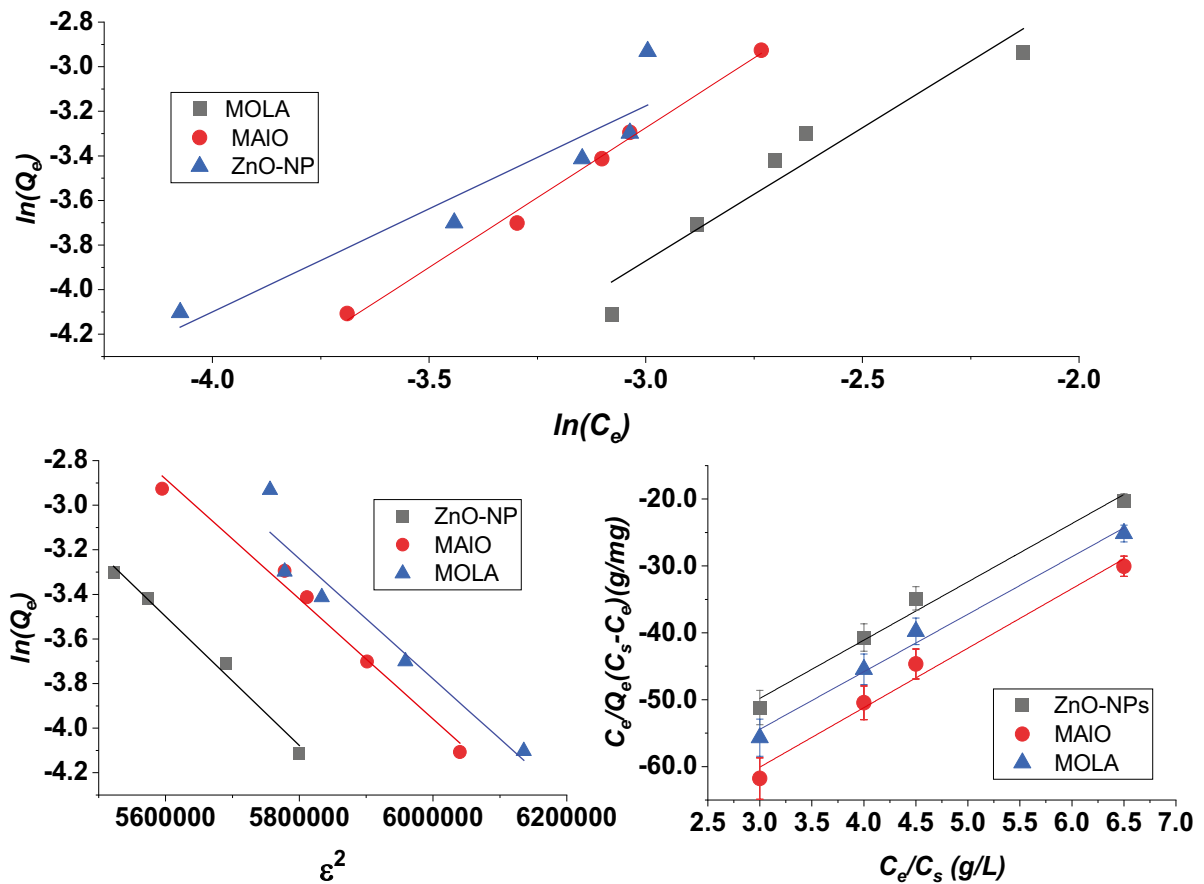 -2.8
-3.0
-3.2
-3.4
-3.6
-3.8
-4.0
-4.2
ln(Qe)
MOLA
MAIO
ZnO-NP
-4.0 -3.5 -3.0 -2.5 -2.0
ln(Ce)
-2.8
-3.0
-3.2
-3.4
-3.6
-3.8
-4.0
-4.2
ln(Qe)
ZnO-NP
MAIO
MOLA
5600000 5800000 6000000 6200000
ε²
-20.0
-30.0
-40.0
-50.0
-60.0
Ce/Qe(Cs-Ce)(g/mg)
ZnO-NPs
MAIO
MOLA
2.5 3.0 3.5 4.0 4.5 5.0 5.5 6.0 6.5 7.0
Ce/Cs (g/L)